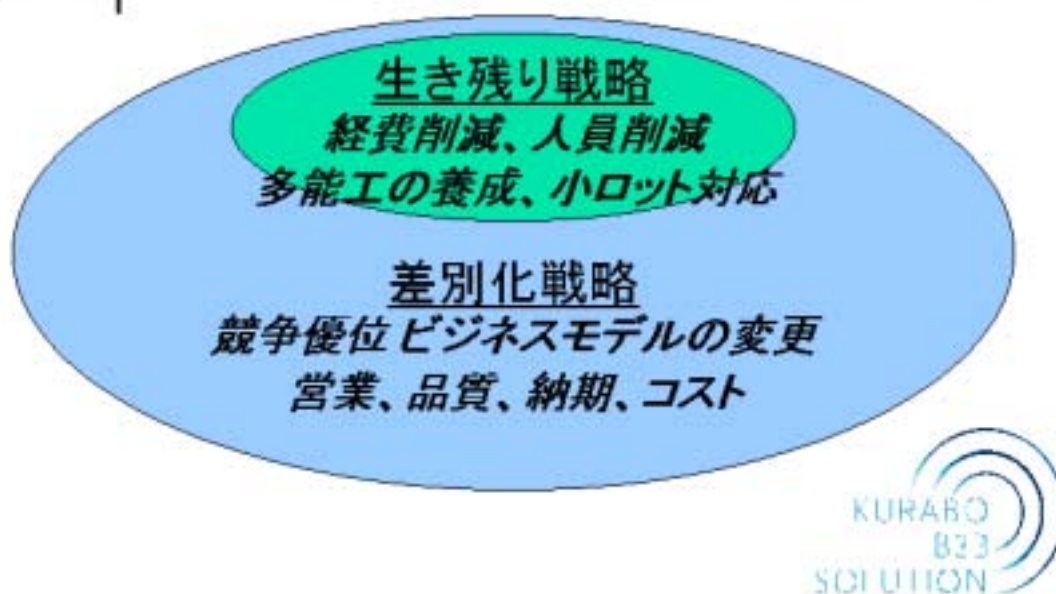 生き残り戦略
経費削減、人員削減
多能工の養成、小ロット対応
差別化戦略
競争優位 ビジネスモデルの変更
営業、品質、納期、コスト
KURABO
SOLUTION